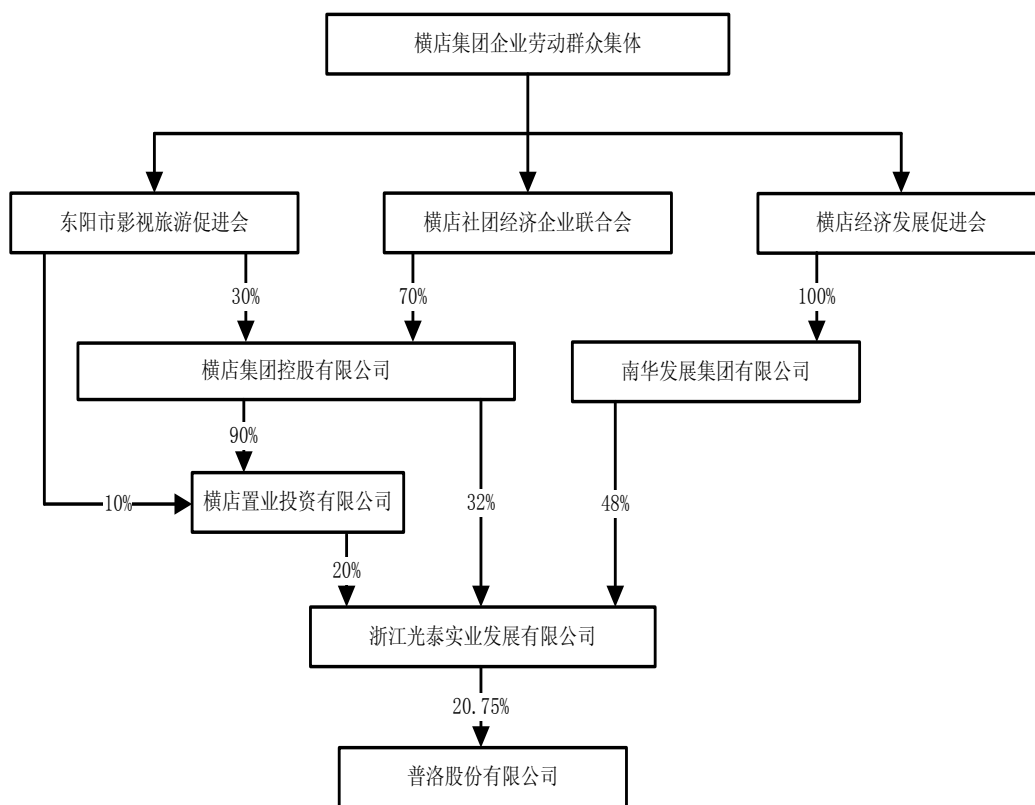 横店集团企业劳动群众集体
东阳市影视旅游促进会
横店社团经济企业联合会
横店经济发展促进会
30%
70%
100%
横店集团控股有限公司
南华发展集团有限公司
90%
横店置业投资有限公司
10%
32%
48%
20%
浙江光泰实业发展有限公司
20.75%
普洛股份有限公司